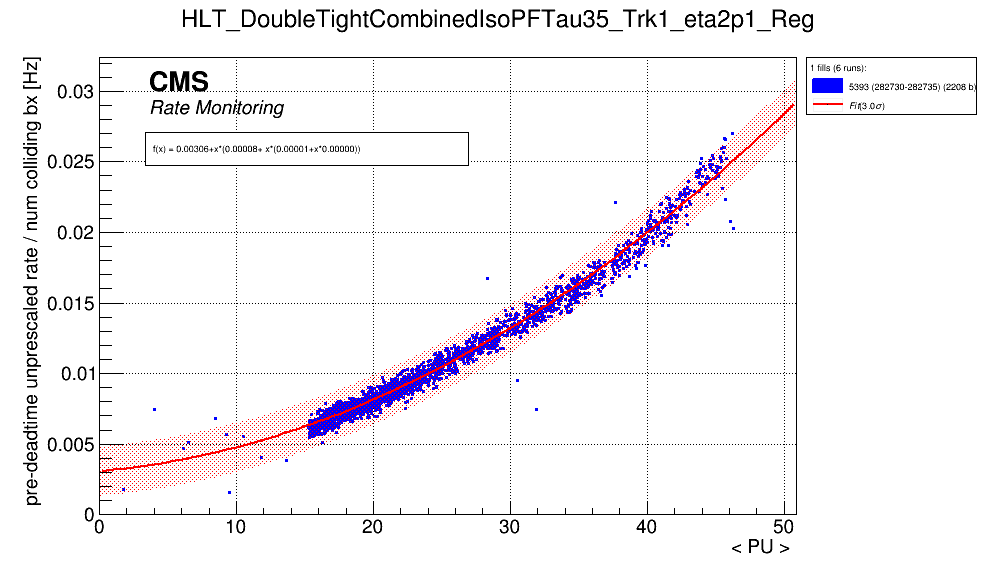 HLT_DoubleTightCombinedIsoPFTau35_Trk1_eta2p1_Reg
pre-deadtime unprescaled rate / num colliding bx [Hz]
CMS
Rate Monitoring
f(x) = 0.00306+x*(0.00008+ x*(0.00001+x*0.00000))
1 fills (6 runs):
5393 (282730-282735) (2208 b)
Fit(3.0σ)
0.03
0.025
0.02
0.015
0.01
0.005
0
0 10 20 30 40 50
< PU >